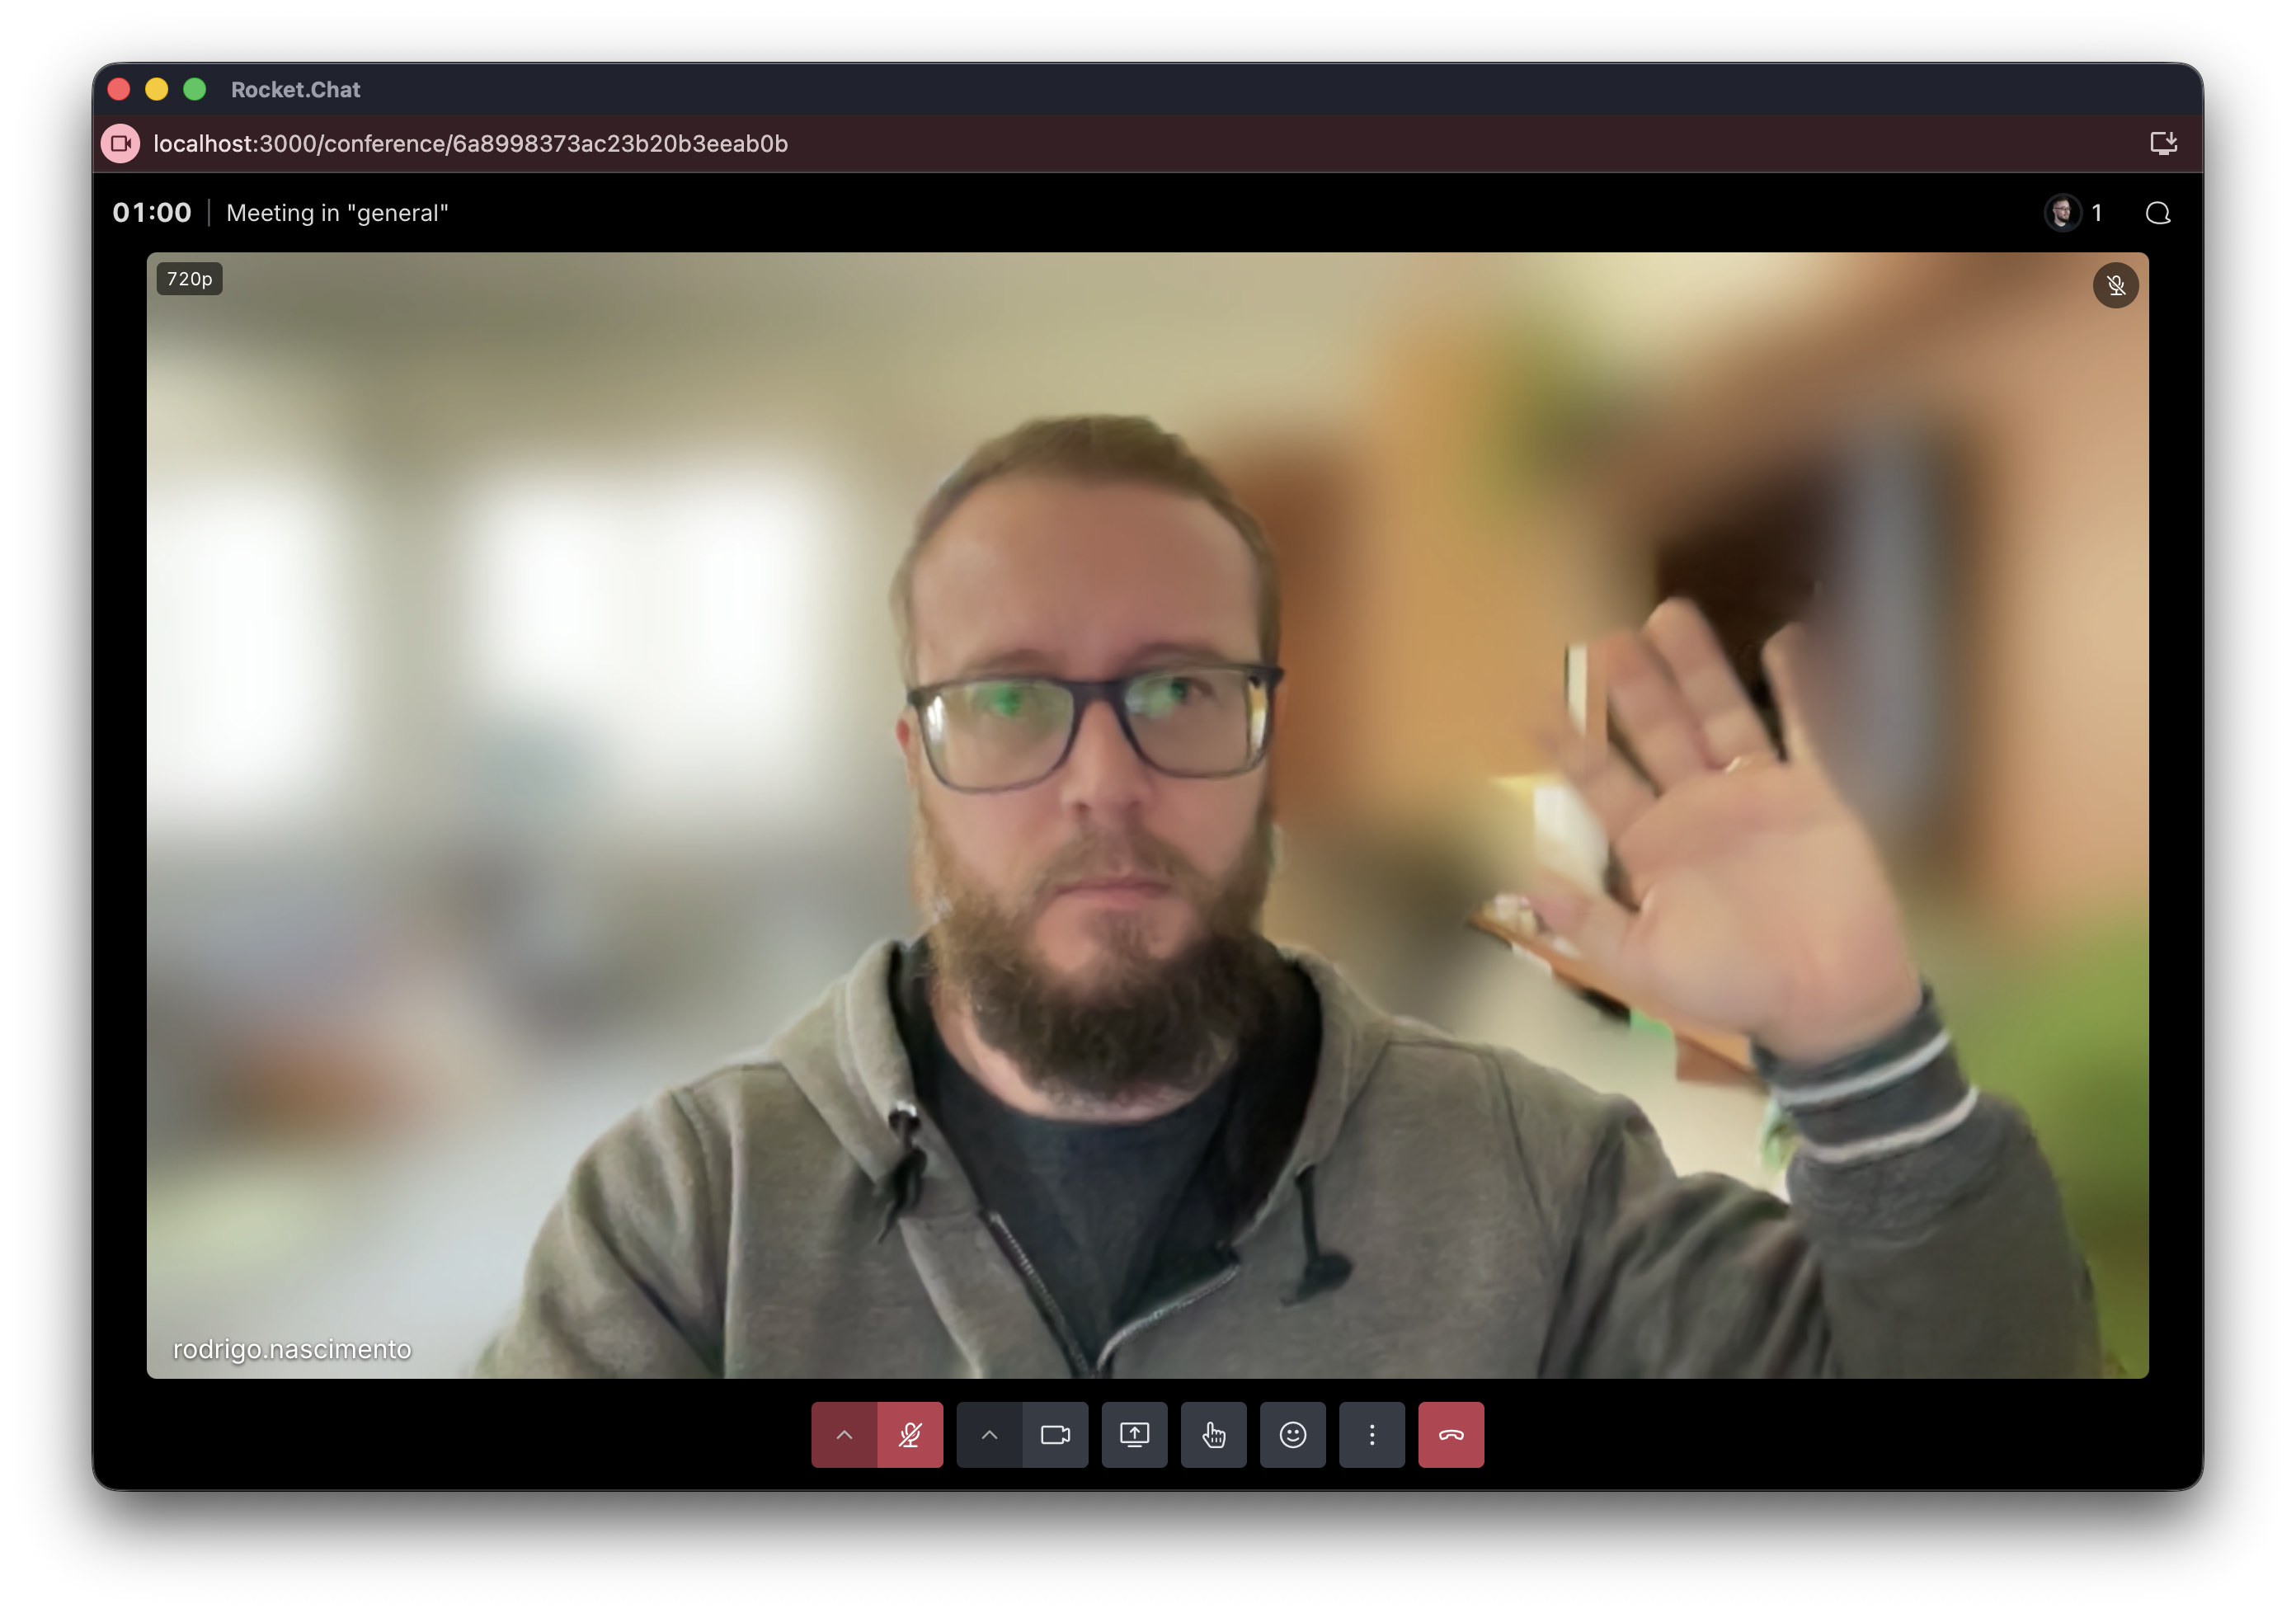 Rocket.Chat
localhost:3000/conference/6a8998373ac23b20b3eeab0b
01:00 | Meeting in "general"
1
720p
rodrigo.nascimento